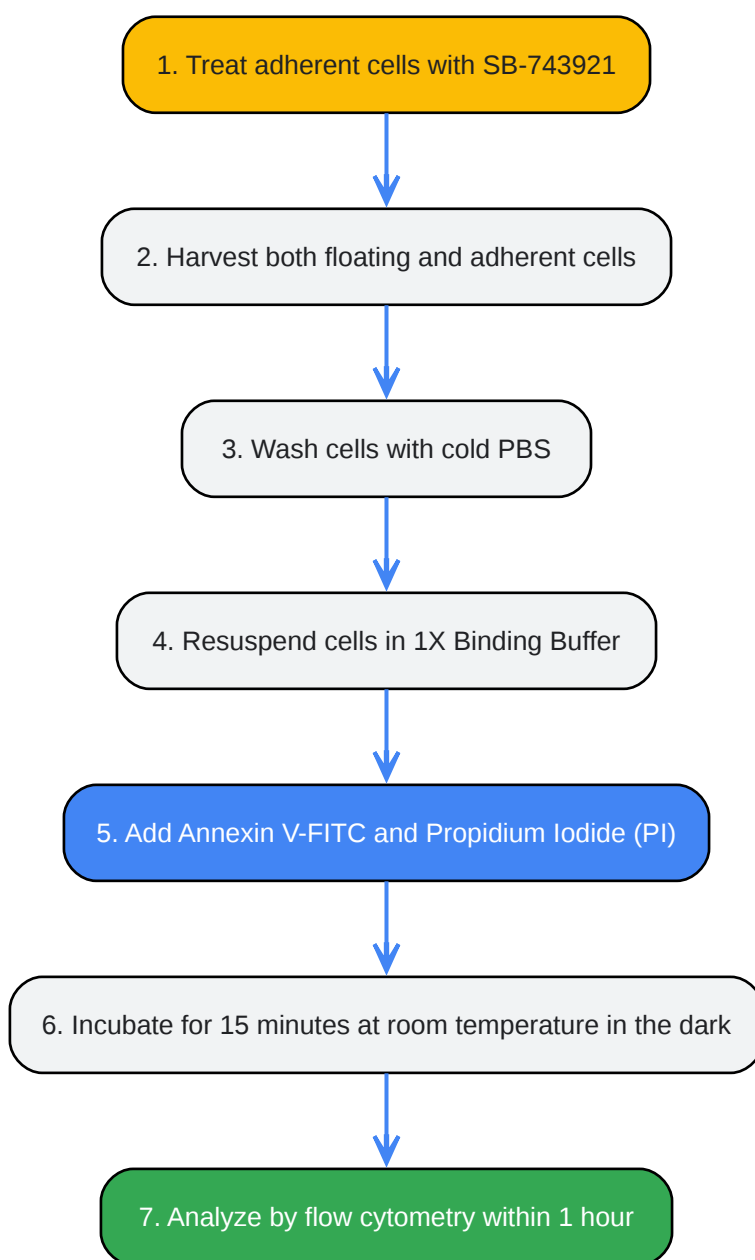 1. Treat adherent cells with SB-743921
2. Harvest both floating and adherent cells
3. Wash cells with cold PBS
4. Resuspend cells in 1X Binding Buffer
5. Add Annexin V-FITC and Propidium Iodide (PI)
6. Incubate for 15 minutes at room temperature in the dark
7. Analyze by flow cytometry within 1 hour